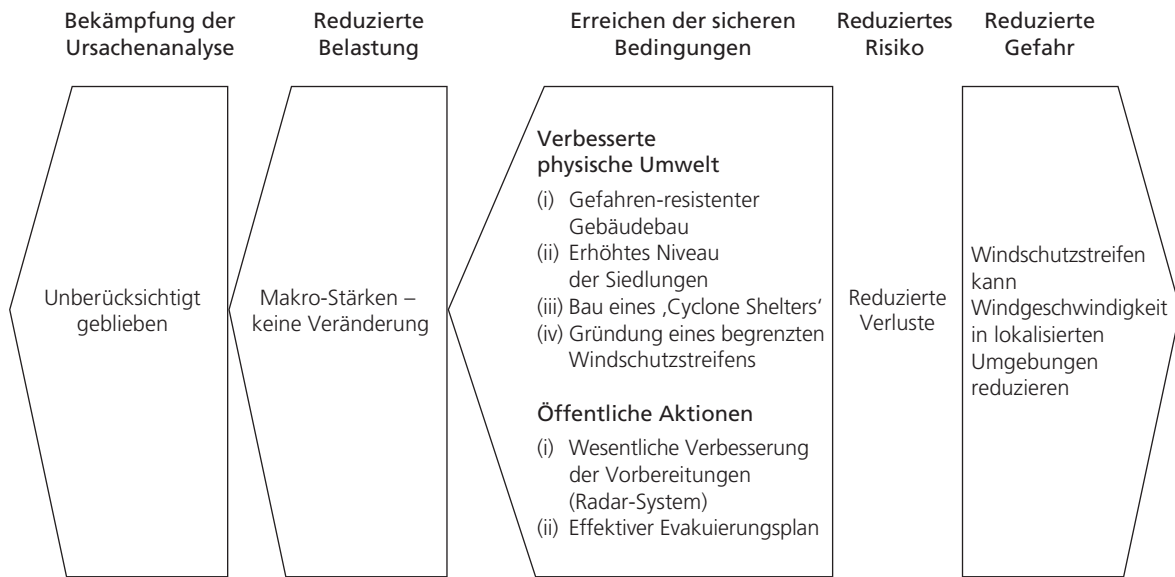 Bekämpfung der
Ursachenanalyse
Reduzierte
Belastung
Erreichen der sicheren
Bedingungen
Reduziertes
Risiko
Reduzierte
Gefahr
Unberücksichtigt
geblieben
Makro-Stärken –
keine Veränderung
Verbesserte
physische Umwelt
(i) Gefahren-resistenter
Gebäudebau
(ii) Erhöhtes Niveau
der Siedlungen
(iii) Bau eines ‚Cyclone Shelters‘
(iv) Gründung eines begrenzten
Windschutzstreifens
Öffentliche Aktionen
(i) Wesentliche Verbesserung
der Vorbereitungen
(Radar-System)
(ii) Effektiver Evakuierungsplan
Reduzierte
Verluste
Windschutzstreifen
kann
Windgeschwindigkeit
in lokalisierten
Umgebungen
reduzieren